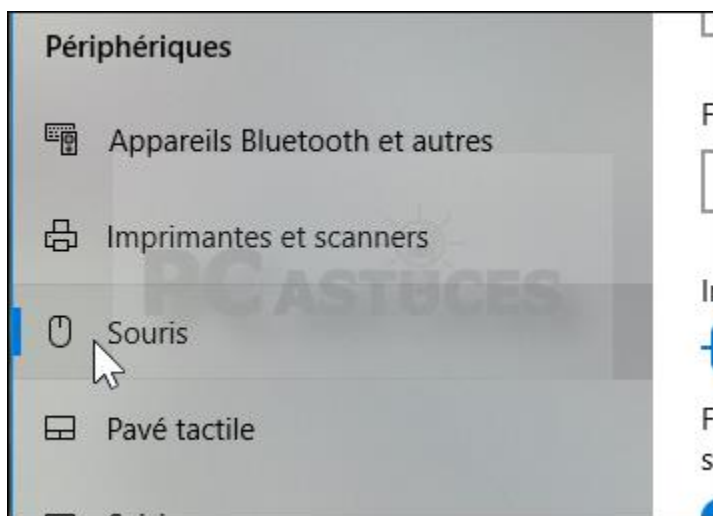 Périphériques
Appareils Bluetooth et autres
Imprimantes et scanners
PC ASTUCES
Souris
Pavé tactile